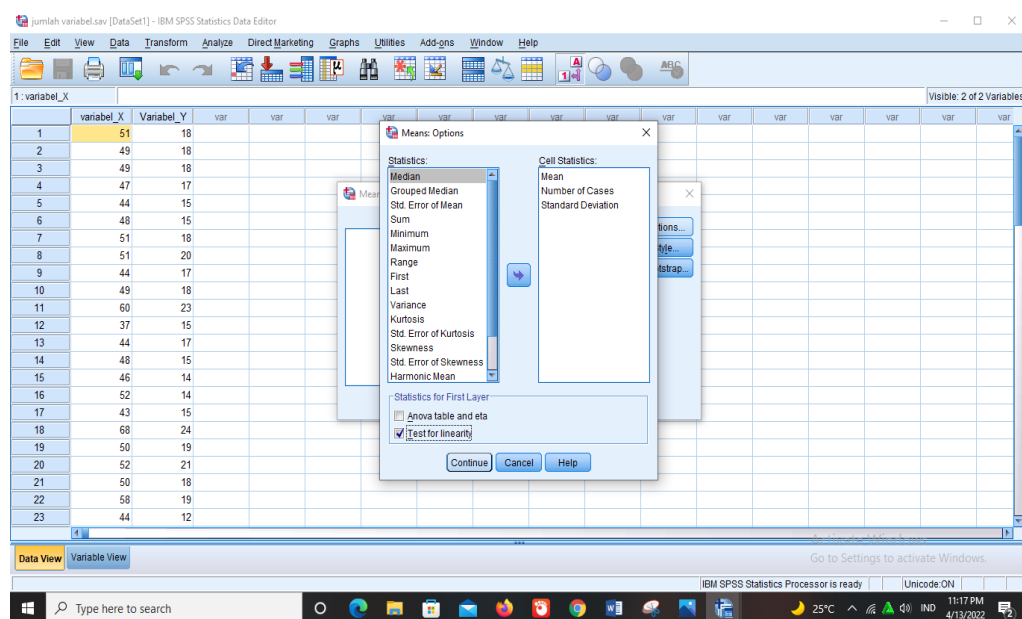 jumlah variabel.sav [DataSet1] - IBM SPSS Statistics Data Editor
File Edit View Data Transform Analyze Direct Marketing Graphs Utilities Add-ons Window Help
1 : variabel_X
Visible: 2 of 2 Variables
variabel_X Variabel_Y var var var var var var var var var var var var var
1 51 18
2 49 18
3 49 18
4 47 17
5 44 15
6 48 15
7 51 18
8 51 20
9 44 17
10 49 18
11 60 23
12 37 15
13 44 17
14 48 15
15 46 14
16 52 14
17 43 15
18 68 24
19 50 19
20 52 21
21 50 18
22 58 19
23 44 12
Means: Options
Statistics:
Median
Grouped Median
Std. Error of Mean
Sum
Minimum
Maximum
Range
First
Last
Variance
Kurtosis
Std. Error of Kurtosis
Skewness
Std. Error of Skewness
Harmonic Mean
Cell Statistics:
Mean
Number of Cases
Standard Deviation
Statistics for First Layer
Anova table and eta
Test for linearity
Continue Cancel Help
Data View Variable View
Go to Settings to activate Windows.
IBM SPSS Statistics Processor is ready Unicode:ON
Type here to search
25°C IND 11:17 PM
4/13/2022